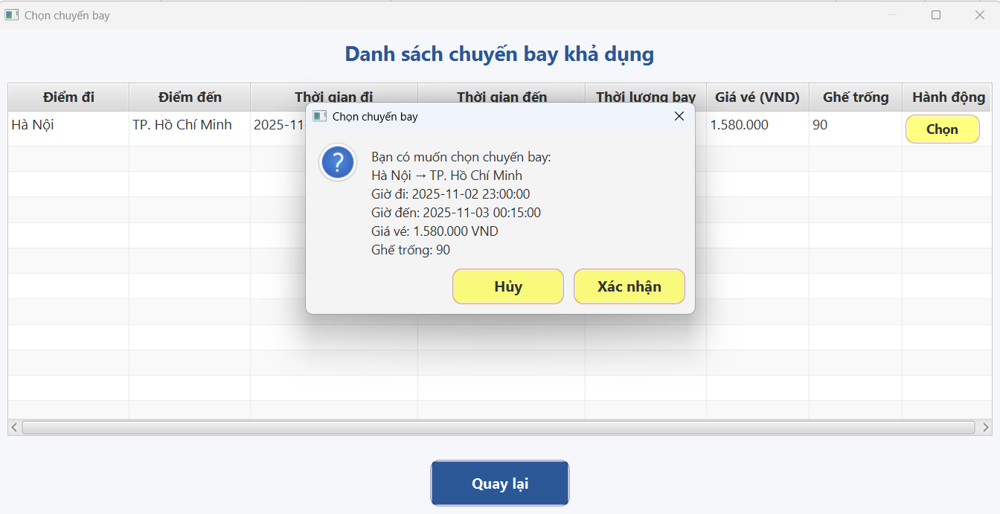 Chọn chuyến bay
Danh sách chuyến bay khả dụng
Điểm đi Điểm đến Thời gian đi Thời gian đến Thời lượng bay Giá vé (VND) Ghế trống Hành động
Hà Nội TP. Hồ Chí Minh 2025-11 1.580.000 90 Chọn
Chọn chuyến bay
?
Bạn có muốn chọn chuyến bay:
Hà Nội → TP. Hồ Chí Minh
Giờ đi: 2025-11-02 23:00:00
Giờ đến: 2025-11-03 00:15:00
Giá vé: 1.580.000 VND
Ghế trống: 90
Hủy Xác nhận
Quay lại